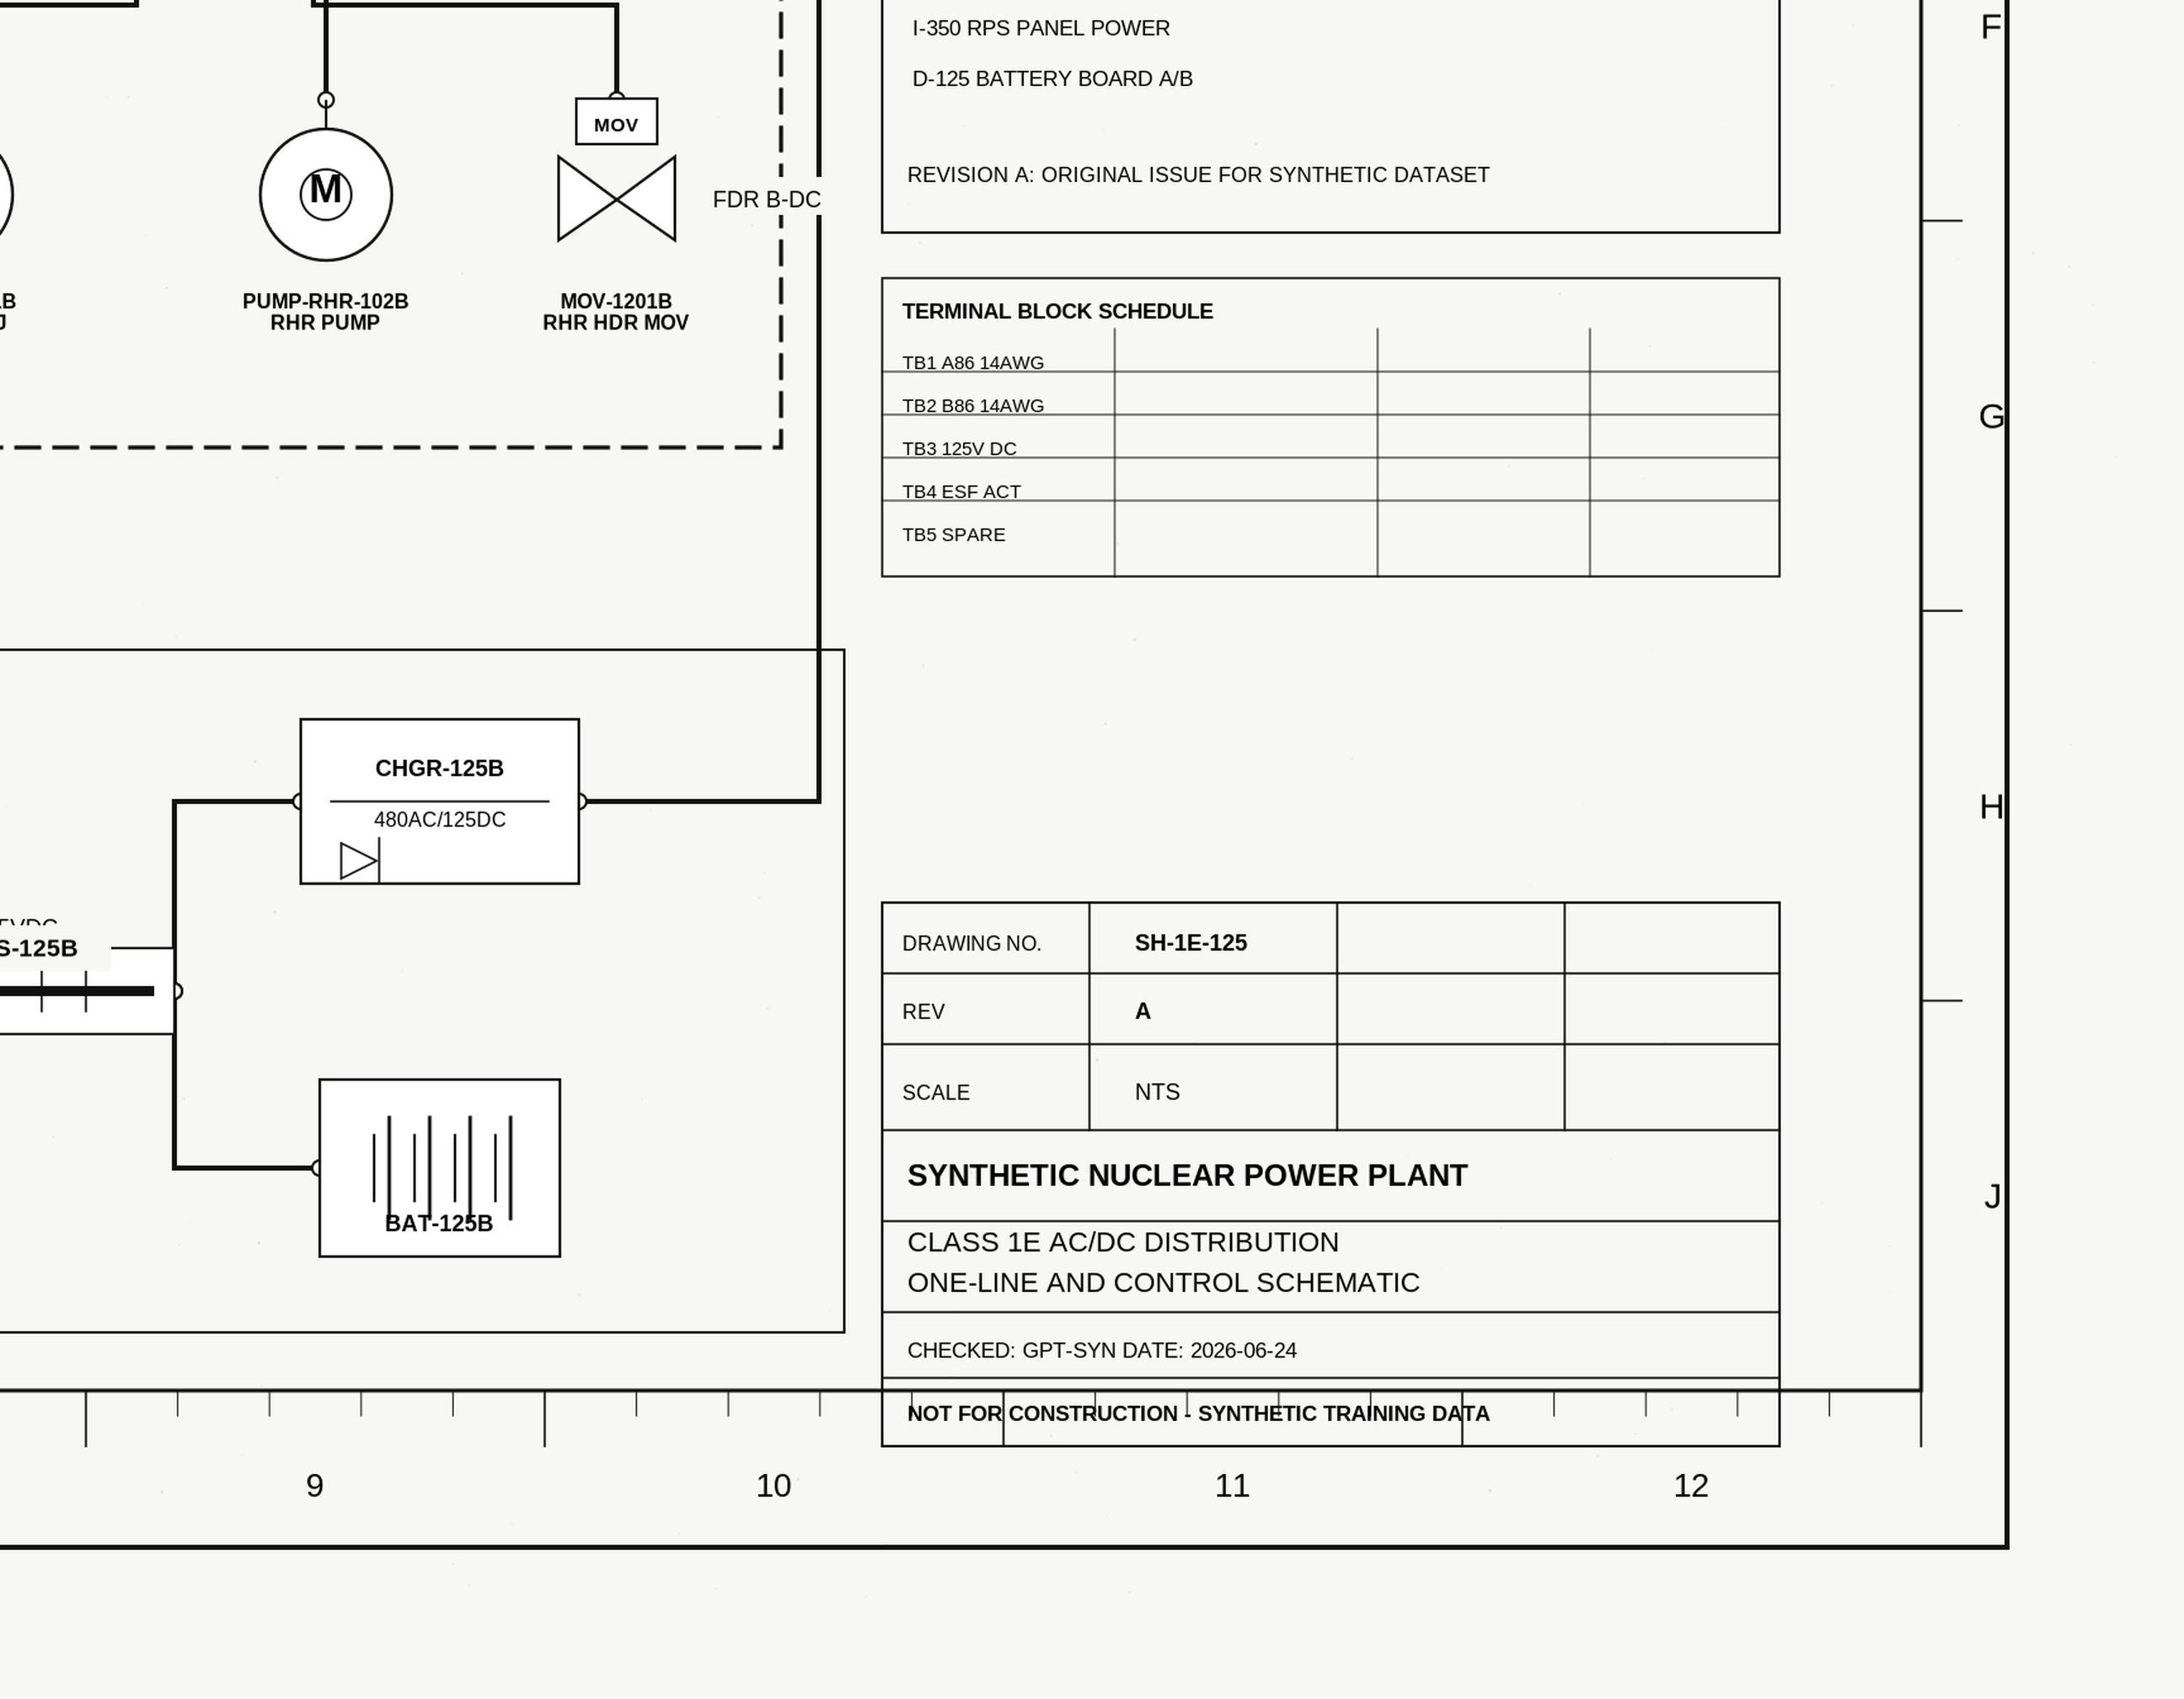 F
I-350 RPS PANEL POWER
D-125 BATTERY BOARD A/B
MOV
REVISION A: ORIGINAL ISSUE FOR SYNTHETIC DATASET
M
FDR B-DC
PUMP-RHR-102B
RHR PUMP
MOV-1201B
RHR HDR MOV
TERMINAL BLOCK SCHEDULE
TB1 A86 14AWG
TB2 B86 14AWG
TB3 125V DC
TB4 ESF ACT
TB5 SPARE
G
CHGR-125B
480AC/125DC
H
S-125B
BAT-125B
DRAWING NO. SH-1E-125
REV A
SCALE NTS
SYNTHETIC NUCLEAR POWER PLANT
J
CLASS 1E AC/DC DISTRIBUTION
ONE-LINE AND CONTROL SCHEMATIC
CHECKED: GPT-SYN DATE: 2026-06-24
NOT FOR CONSTRUCTION - SYNTHETIC TRAINING DATA
9 10 11 12